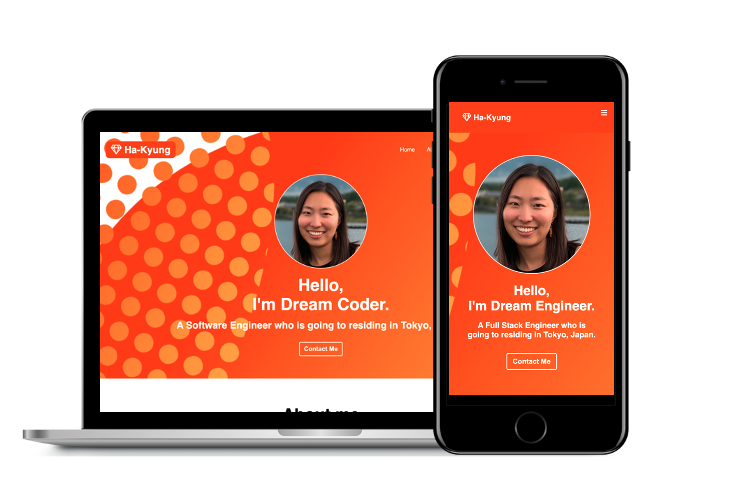 Ha-Kyung
Home
Hello,
I'm Dream Coder.
A Software Engineer who is going to residing in Tokyo,
Contact Me
About me
Ha-Kyung
Hello,
I'm Dream Engineer.
A Full Stack Engineer who is
going to residing in Tokyo, Japan.
Contact Me